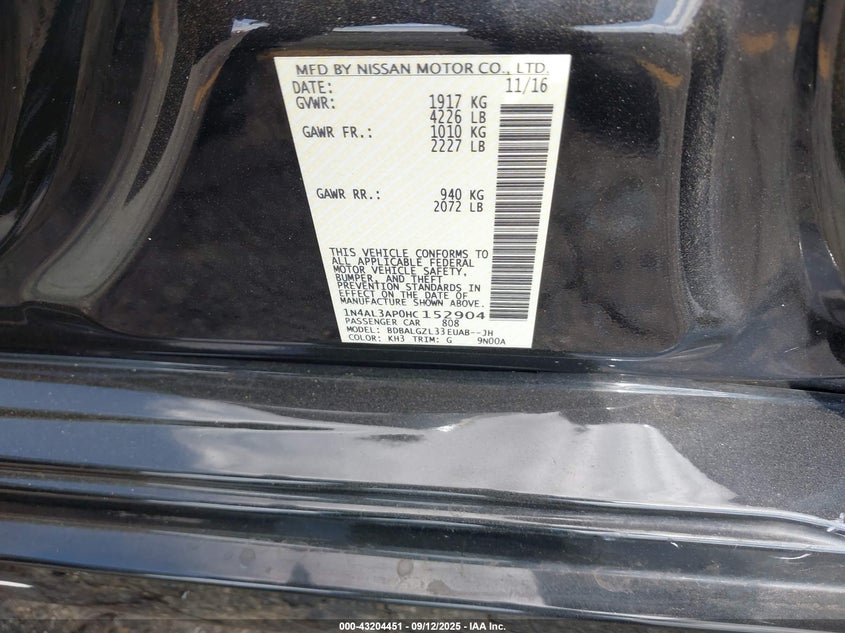 MFD BY NISSAN MOTOR CO., LTD.
DATE: 11/16
GVWR: 1917 KG
4226 LB
GAWR FR.: 1010 KG
2227 LB
GAWR RR.: 940 KG
2072 LB
THIS VEHICLE CONFORMS TO
ALL APPLICABLE FEDERAL
MOTOR VEHICLE SAFETY,
BUMPER, AND THEFT
PREVENTION STANDARDS IN
EFFECT ON THE DATE OF
MANUFACTURE SHOWN ABOVE.
1N4AL3AP0HC152904
PASSENGER CAR 808
MODEL: BDBALGZL33EUAB--JH
COLOR: KH3 TRIM: G 9N00A
000-43204451 - 09/12/2025 - IAA Inc.